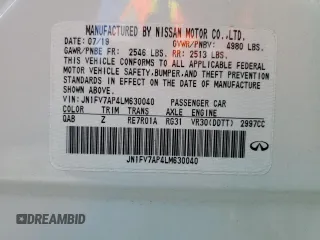 MANUFACTURED BY NISSAN MOTOR CO.,LTD.
DATE: 07/19 GVWR/PNBV: 4980 LBS.
GAWR/PNBE FR: 2546 LBS. RR: 2513 LBS.
THIS VEHICLE CONFORMS TO ALL APPLICABLE FEDERAL
MOTOR VEHICLE SAFETY,BUMPER,AND THEFT PREVENTION
STANDARDS IN EFFECT ON THE DATE OF MANUFACTURE
SHOWN ABOVE.
VIN: JN1FV7AP4LM630040 PASSENGER CAR
COLOR TRIM TRANS AXLE ENGINE
QAB Z RE7R01A RG31 VR30(DDTT) 2997CC
JN1FV7AP4LM630040
INFINITI
DREAMBID